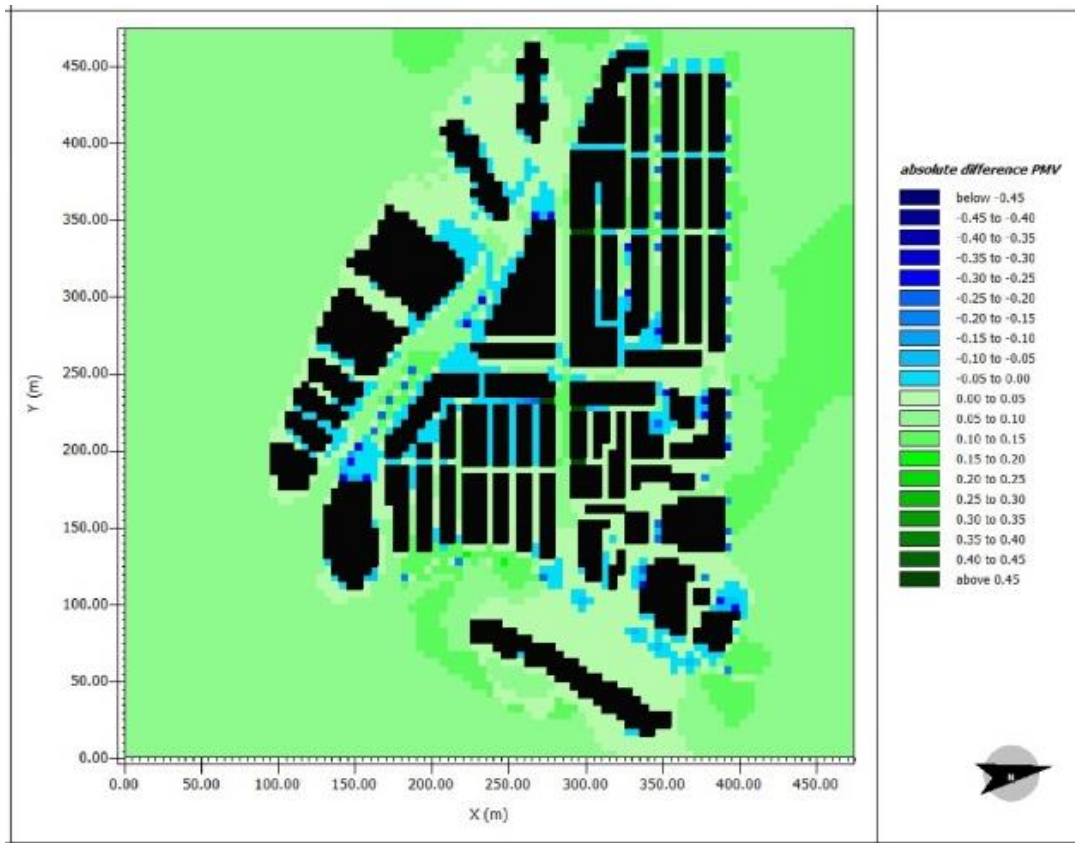 450.00
400.00
350.00
300.00
250.00
200.00
150.00
100.00
50.00
0.00
Y (m)
0.00 50.00 100.00 150.00 200.00 250.00 300.00 350.00 400.00 450.00
X (m)
absolute difference PMV
below -0.45
-0.45 to -0.40
-0.40 to -0.35
-0.35 to -0.30
-0.30 to -0.25
-0.25 to -0.20
-0.20 to -0.15
-0.15 to -0.10
-0.10 to -0.05
-0.05 to 0.00
0.00 to 0.05
0.05 to 0.10
0.10 to 0.15
0.15 to 0.20
0.20 to 0.25
0.25 to 0.30
0.30 to 0.35
0.35 to 0.40
0.40 to 0.45
above 0.45
N